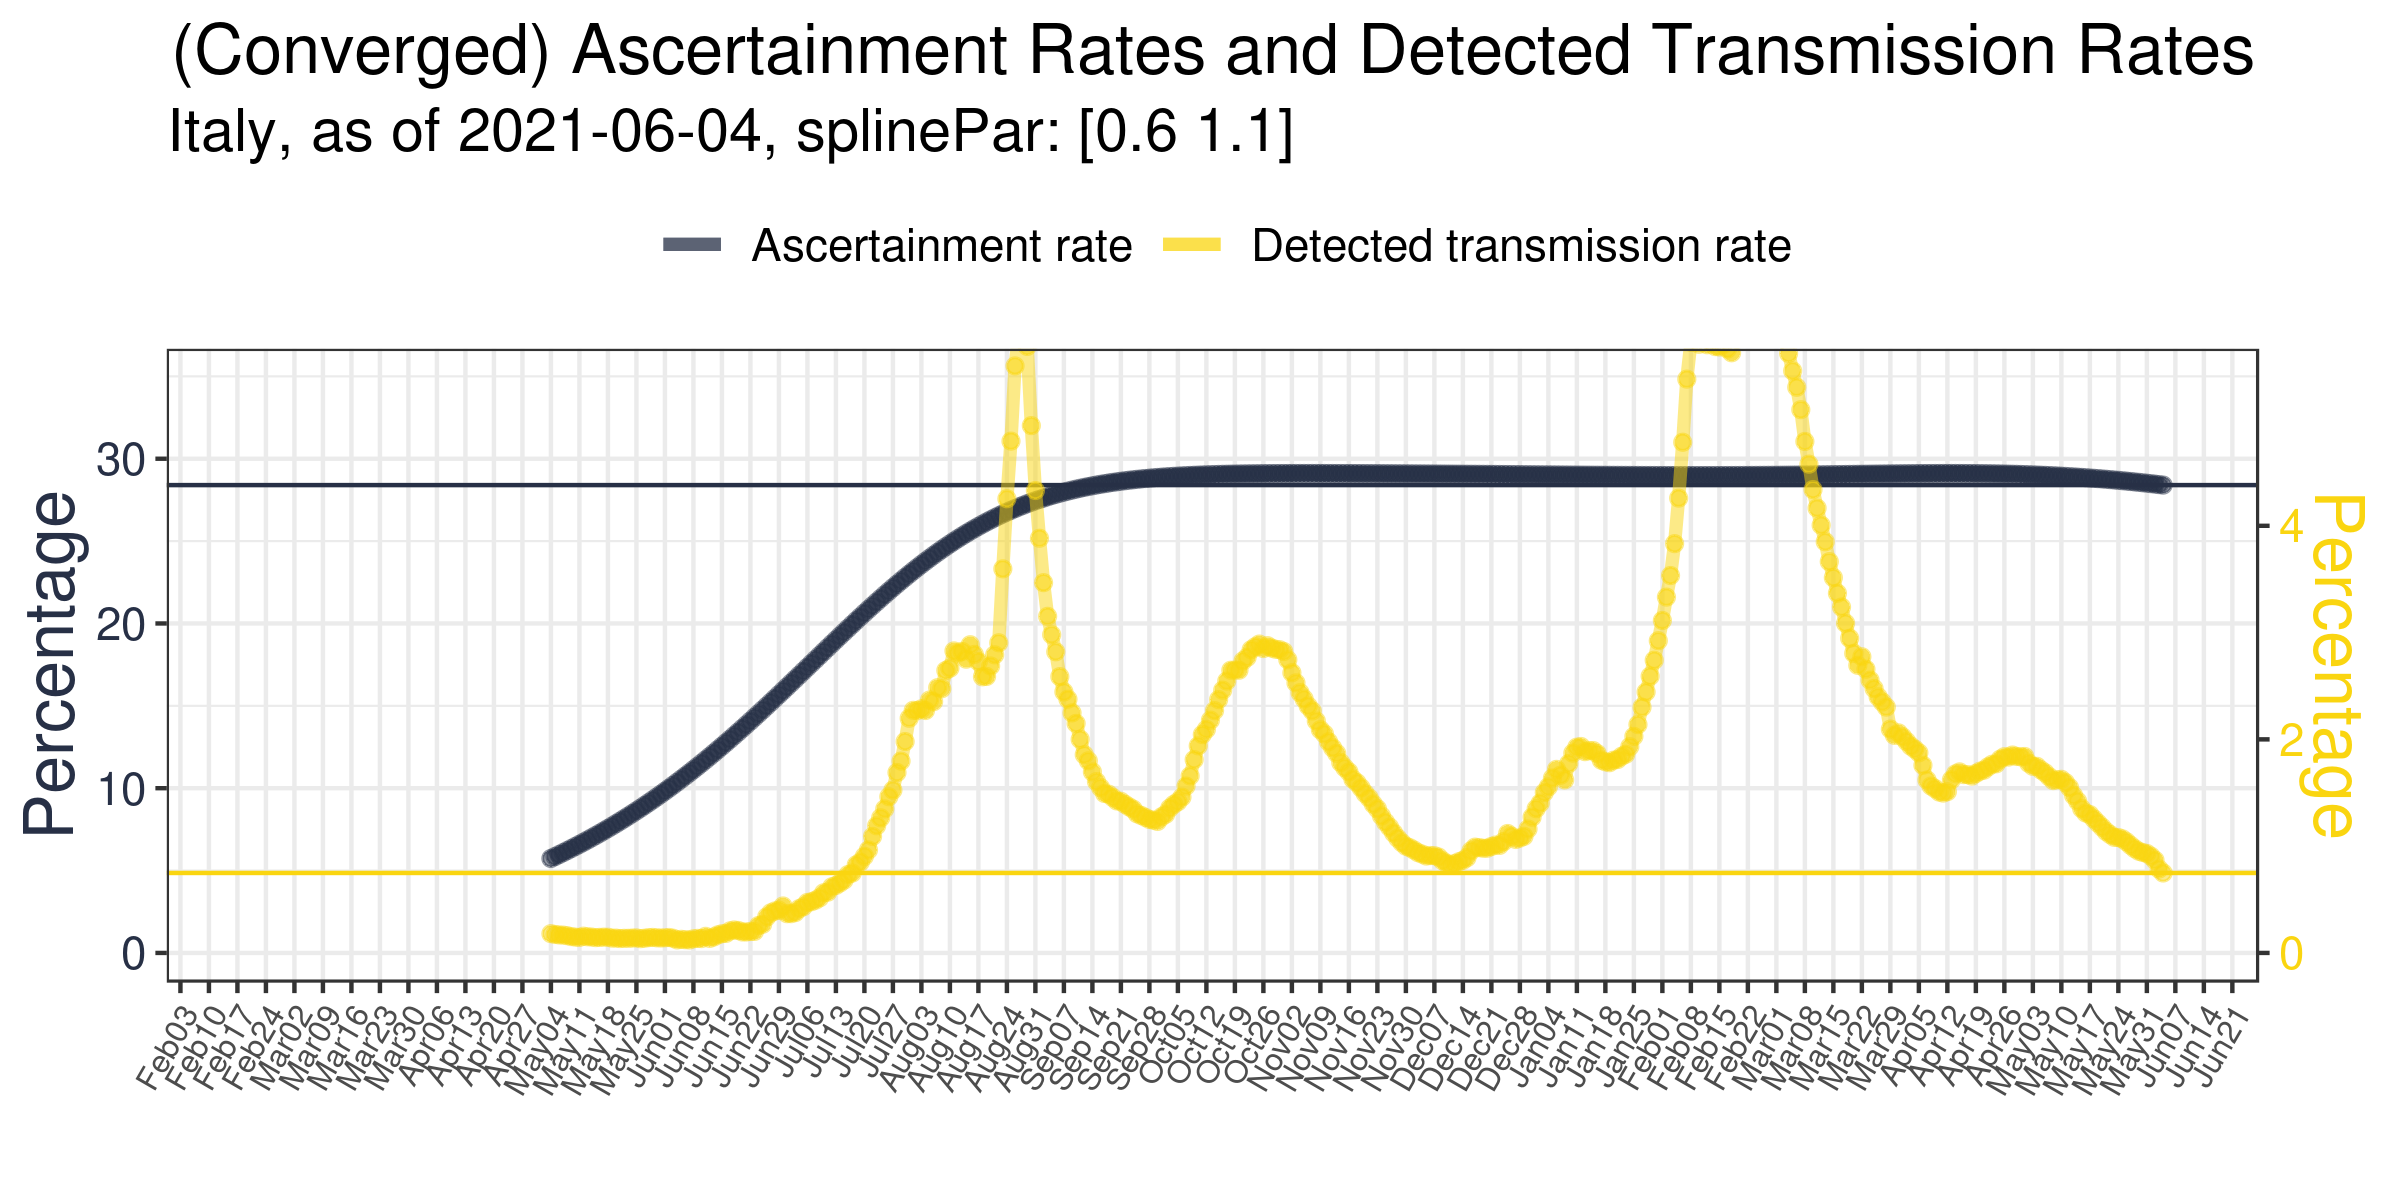 (Converged) Ascertainment Rates and Detected Transmission Rates
Italy, as of 2021-06-04, splinePar: [0.6 1.1]
Ascertainment rate
Detected transmission rate
Percentage
30
20
10
0
4
2
0
Percentage
Feb03
Feb10
Feb17
Feb24
Mar02
Mar09
Mar16
Mar23
Mar30
Apr06
Apr13
Apr20
Apr27
May04
May11
May18
May25
Jun01
Jun08
Jun15
Jun22
Jun29
Jul06
Jul13
Jul20
Jul27
Aug03
Aug10
Aug17
Aug24
Aug31
Sep07
Sep14
Sep21
Sep28
Oct05
Oct12
Oct19
Oct26
Nov02
Nov09
Nov16
Nov23
Nov30
Dec07
Dec14
Dec21
Dec28
Jan04
Jan11
Jan18
Jan25
Feb01
Feb08
Feb15
Feb22
Mar01
Mar08
Mar15
Mar22
Mar29
Apr05
Apr12
Apr19
Apr26
May03
May10
May17
May24
May31
Jun07
Jun14
Jun21